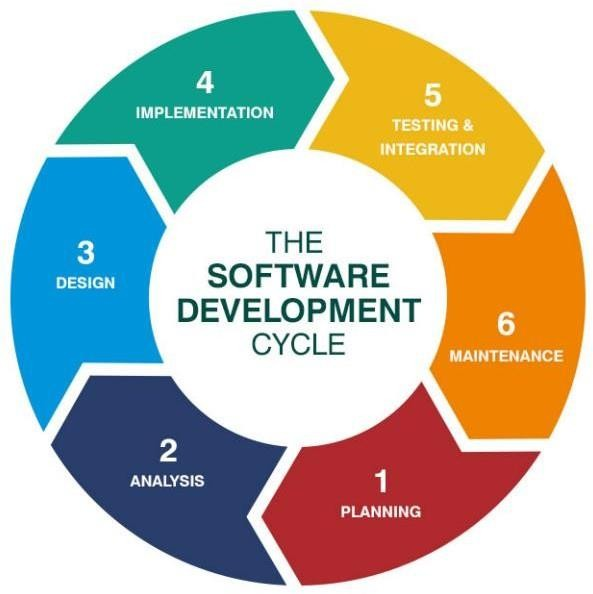 THE
SOFTWARE
DEVELOPMENT
CYCLE
1
PLANNING
2
ANALYSIS
3
DESIGN
4
IMPLEMENTATION
5
TESTING &
INTEGRATION
6
MAINTENANCE